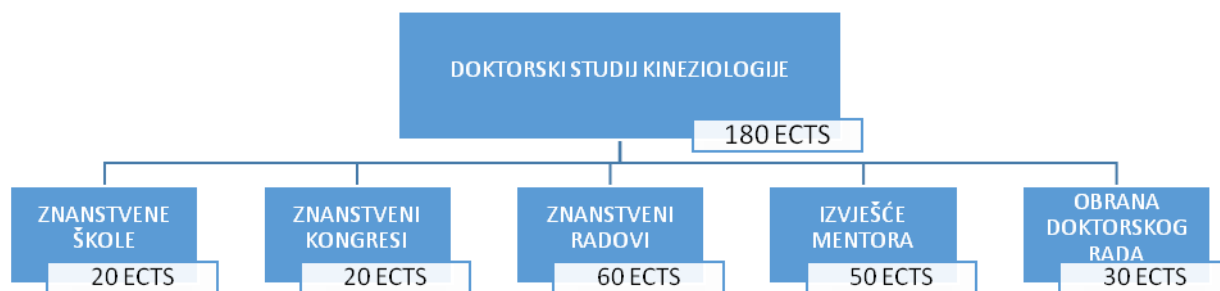 DOKTORSKI STUDIJ KINEZIOLOGIJE
180 ECTS
ZNANSTVENE
ŠKOLE
20 ECTS
ZNANSTVENI
KONGRESI
20 ECTS
ZNANSTVENI
RADOVI
60 ECTS
IZVJEŠĆE
MENTORA
50 ECTS
OBRANA
DOKTORSKOG
RADA
30 ECTS